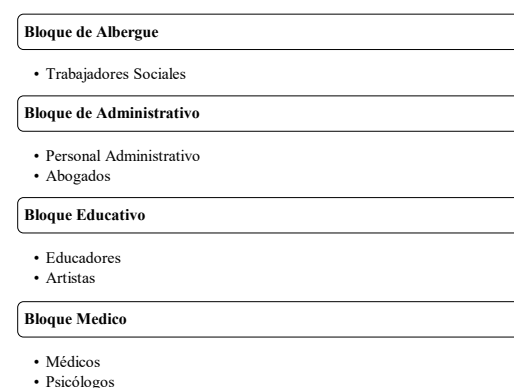 Bloque de Albergue
• Trabajadores Sociales
Bloque de Administrativo
• Personal Administrativo
• Abogados
Bloque Educativo
• Educadores
• Artistas
Bloque Medico
• Médicos
• Psicólogos